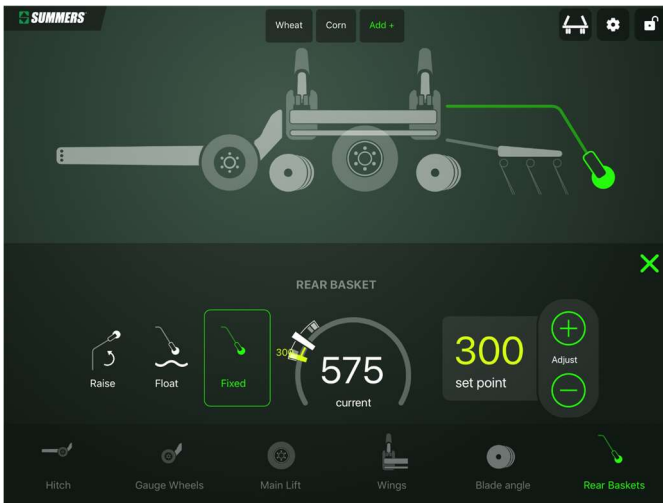 SUMMERS
Wheat Corn Add +
REAR BASKET
Raise Float Fixed
300
575
current
300
set point
Adjust
Hitch Gauge Wheels Main Lift Wings Blade angle Rear Baskets